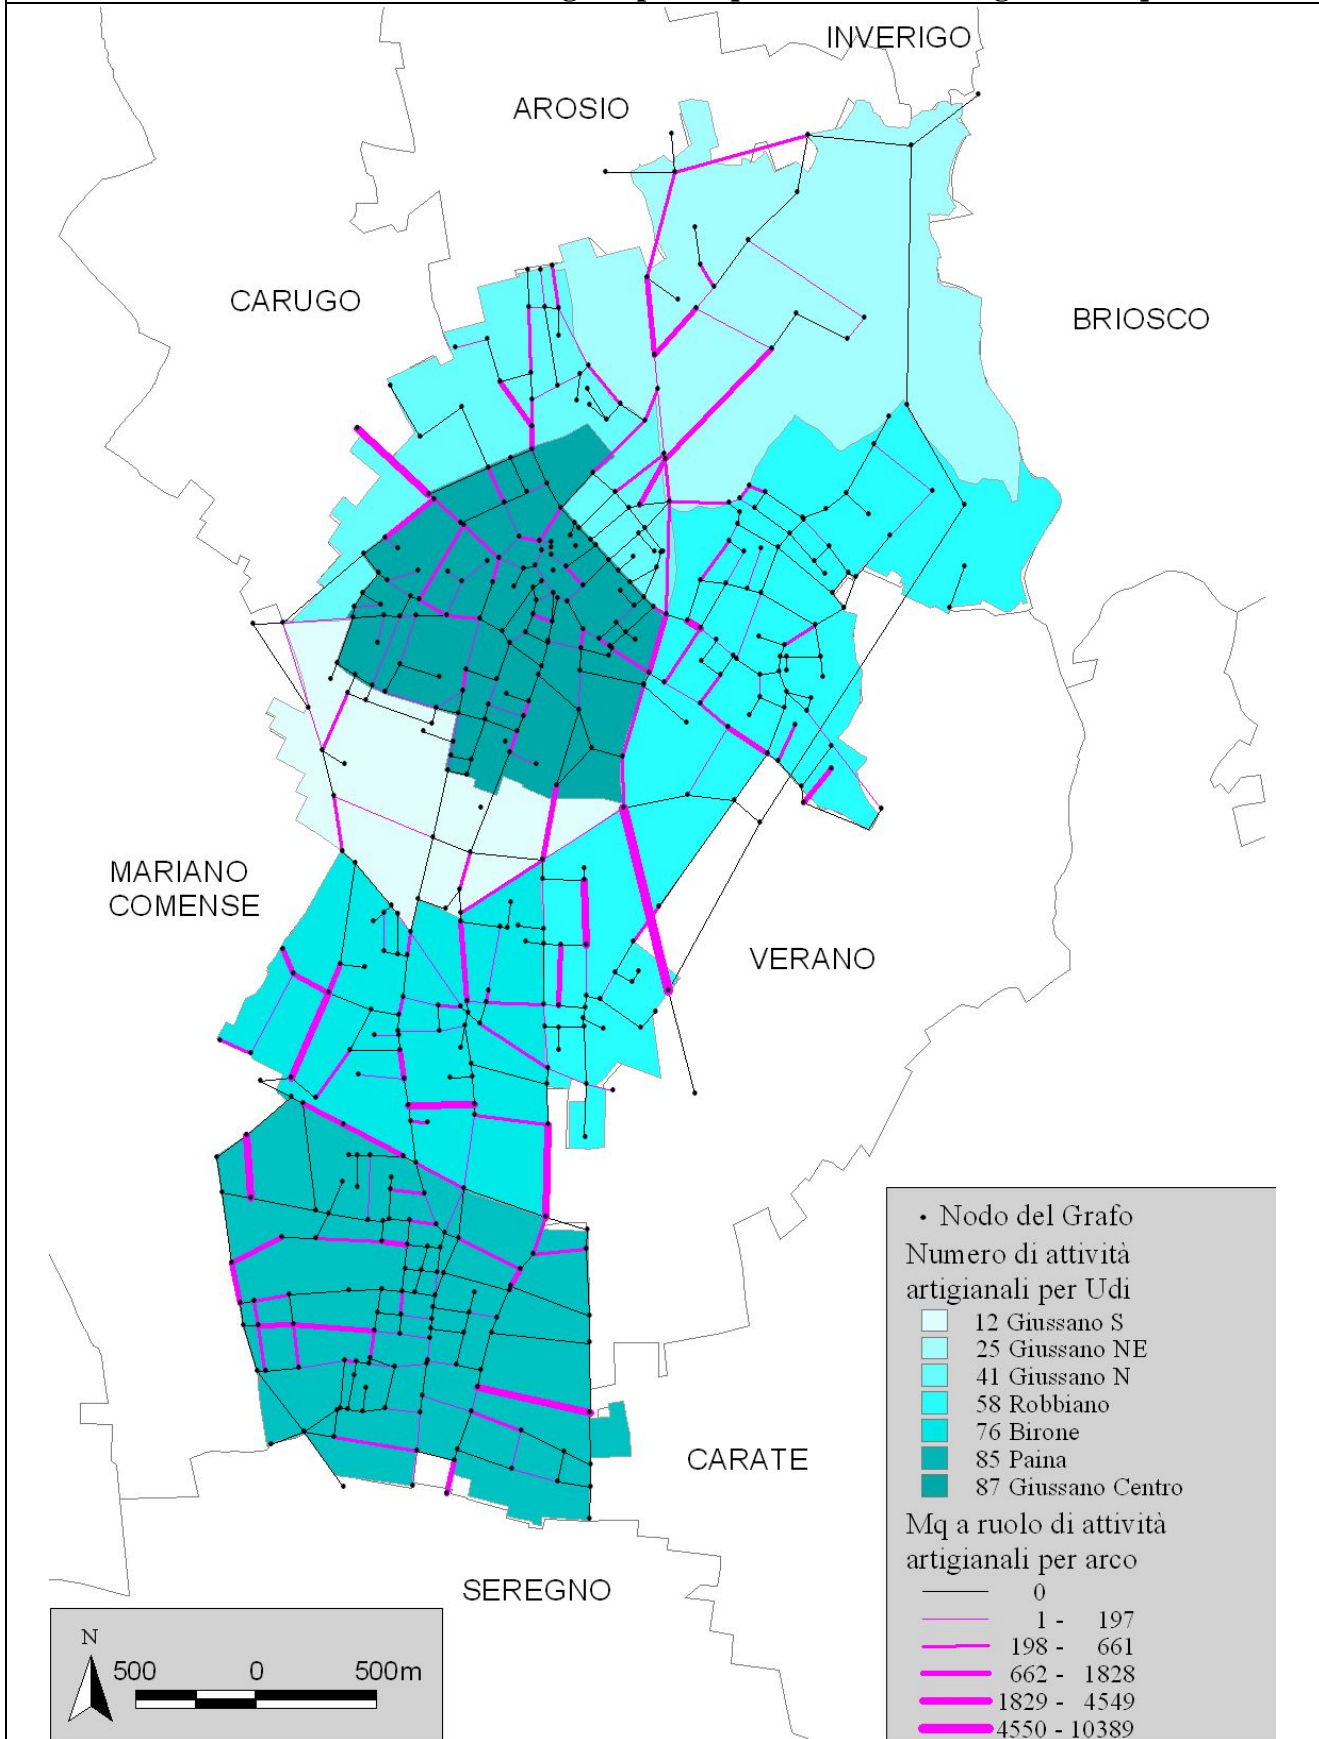 INVERIGO
AROSIO
CARUGO
BRIOSCO
MARIANO
COMENSE
VERANO
CARATE
SEREGNO
Nodo del Grafo
Numero di attività
artigianali per Udi
12 Giussano S
25 Giussano NE
41 Giussano N
58 Robbiano
76 Birone
85 Paina
87 Giussano Centro
Mq a ruolo di attività
artigianali per arco
0
1 - 197
198 - 661
662 - 1828
1829 - 4549
4550 - 10389
N
500 0 500m